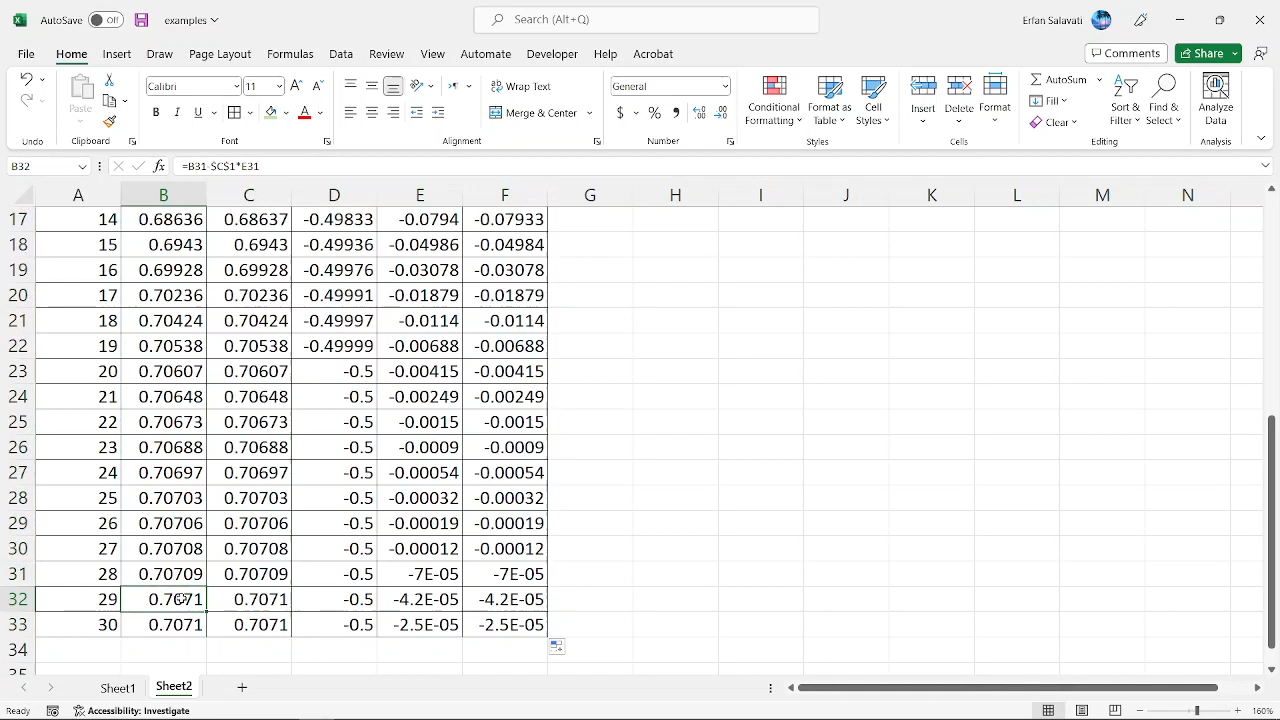 AutoSave Off examples Search (Alt+Q) Erfan Salavati
File Home Insert Draw Page Layout Formulas Data Review View Automate Developer Help Acrobat Comments Share
Calibri 11 Wrap Text General AutoSum
Paste B I U Merge & Center $ % Conditional Formatting Format as Table Cell Styles Insert Delete Format Fill Clear Sort & Filter Find & Select Analyze Data
Undo Clipboard Font Alignment Number Styles Cells Editing Analysis
B32 fx =B31-$C$1*E31
A B C D E F G H I J K L M N
17 14 0.68636 0.68637 -0.49833 -0.0794 -0.07933
18 15 0.6943 0.6943 -0.49936 -0.04986 -0.04984
19 16 0.69928 0.69928 -0.49976 -0.03078 -0.03078
20 17 0.70236 0.70236 -0.49991 -0.01879 -0.01879
21 18 0.70424 0.70424 -0.49997 -0.0114 -0.0114
22 19 0.70538 0.70538 -0.49999 -0.00688 -0.00688
23 20 0.70607 0.70607 -0.5 -0.00415 -0.00415
24 21 0.70648 0.70648 -0.5 -0.00249 -0.00249
25 22 0.70673 0.70673 -0.5 -0.0015 -0.0015
26 23 0.70688 0.70688 -0.5 -0.0009 -0.0009
27 24 0.70697 0.70697 -0.5 -0.00054 -0.00054
28 25 0.70703 0.70703 -0.5 -0.00032 -0.00032
29 26 0.70706 0.70706 -0.5 -0.00019 -0.00019
30 27 0.70708 0.70708 -0.5 -0.00012 -0.00012
31 28 0.70709 0.70709 -0.5 -7E-05 -7E-05
32 29 0.7071 0.7071 -0.5 -4.2E-05 -4.2E-05
33 30 0.7071 0.7071 -0.5 -2.5E-05 -2.5E-05
34
35
Sheet1 Sheet2
Ready Accessibility: Investigate 160%